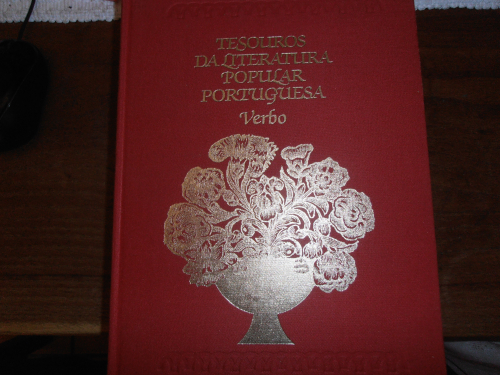 TESOUROS
DA LITERATURA
POPULAR
PORTUGUESA
Verbo